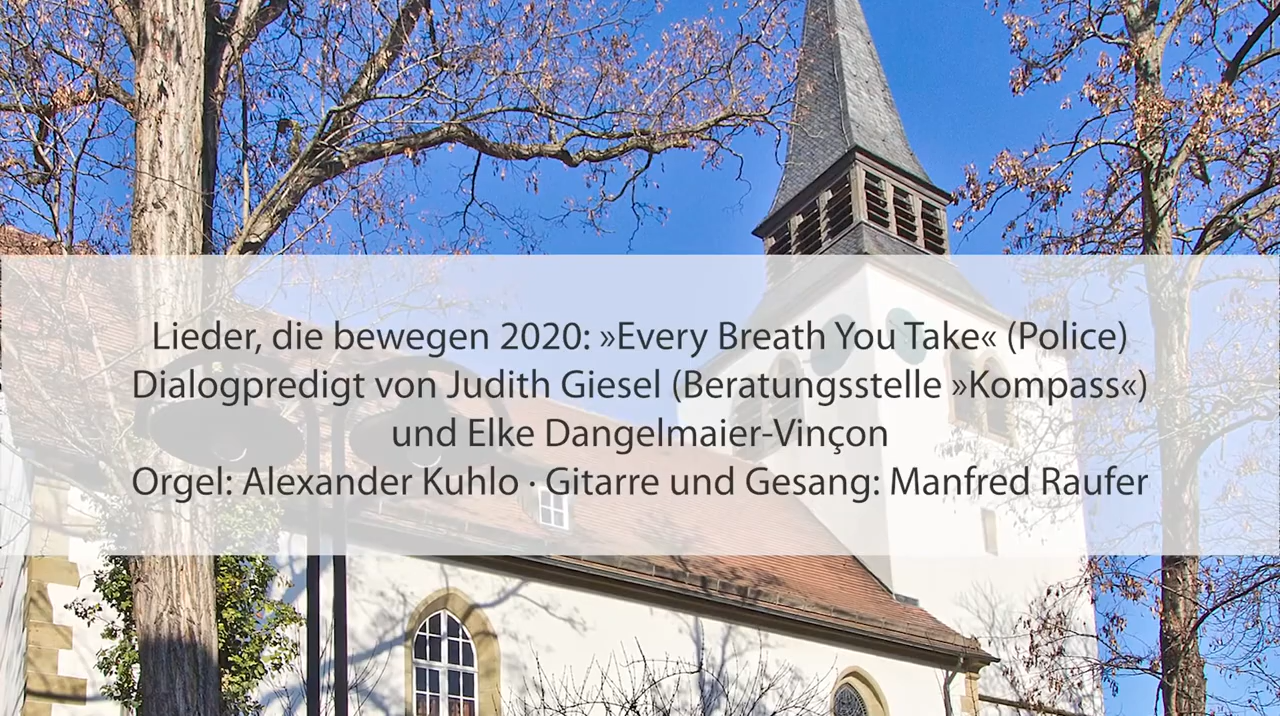 Lieder, die bewegen 2020: »Every Breath You Take« (Police)
Dialogpredigt von Judith Giesel (Beratungsstelle »Kompass«)
und Elke Dangelmaier-Vinçon
Orgel: Alexander Kuhlo · Gitarre und Gesang: Manfred Raufer